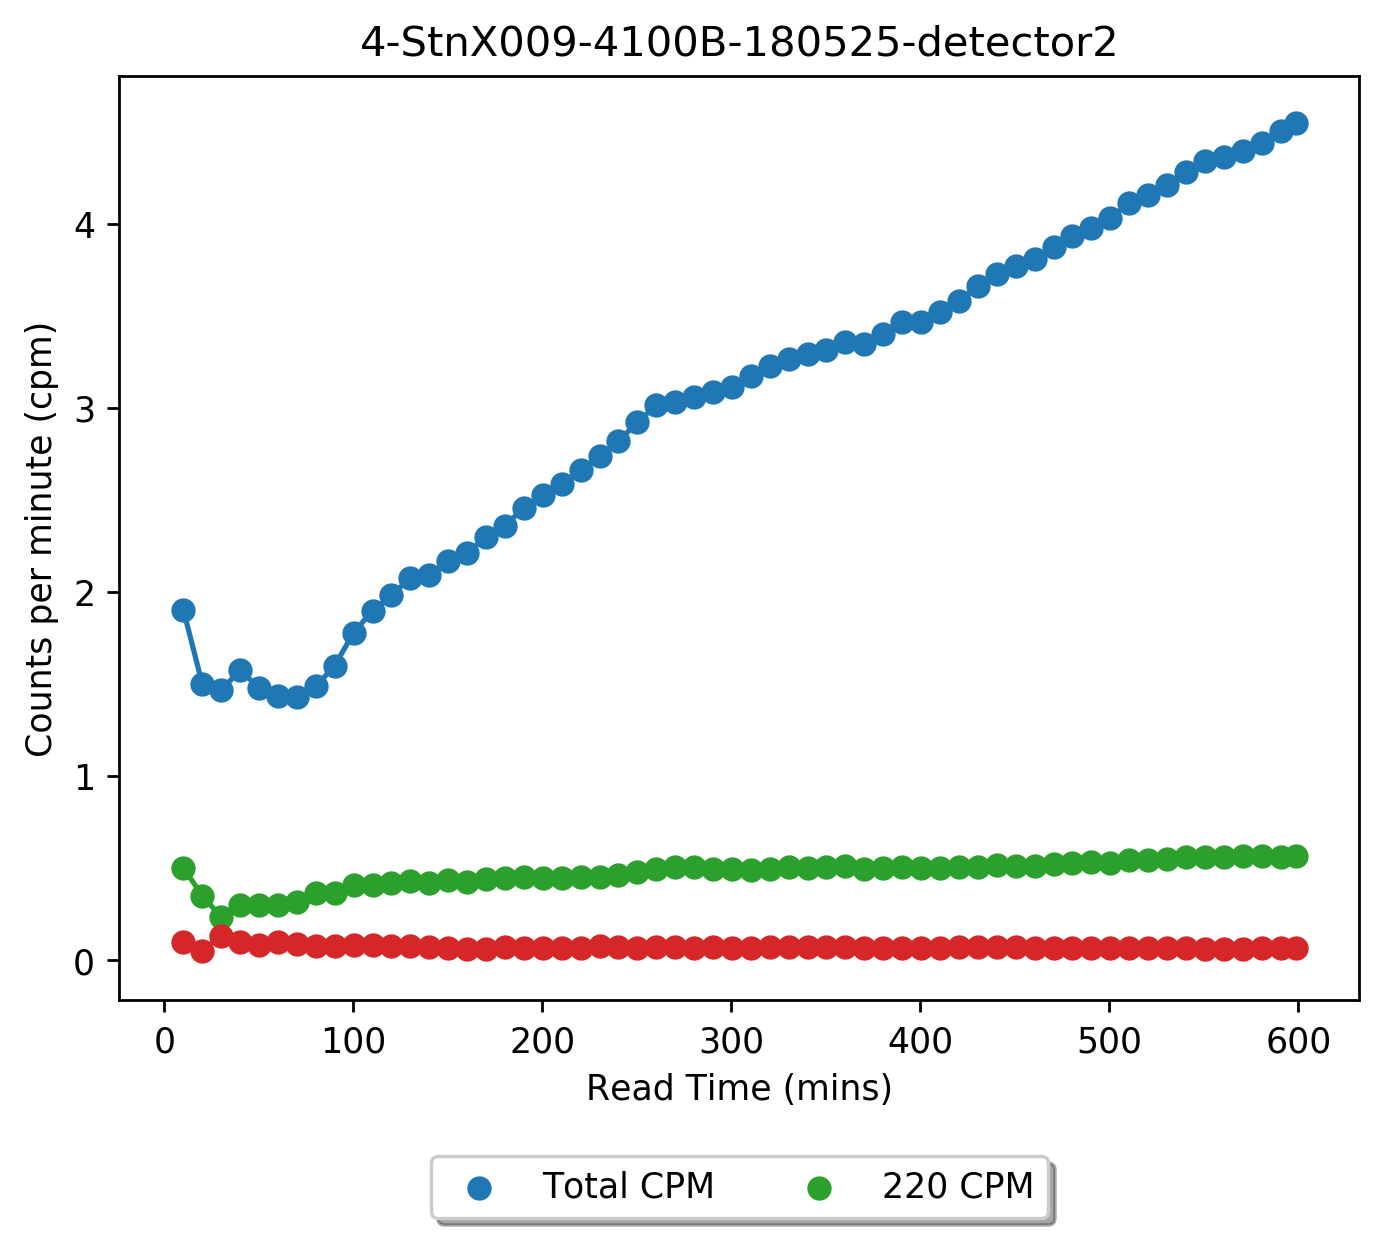 4-StnX009-4100B-180525-detector2
Counts per minute (cpm)
4
3
2
1
0
0 100 200 300 400 500 600
Read Time (mins)
Total CPM 220 CPM